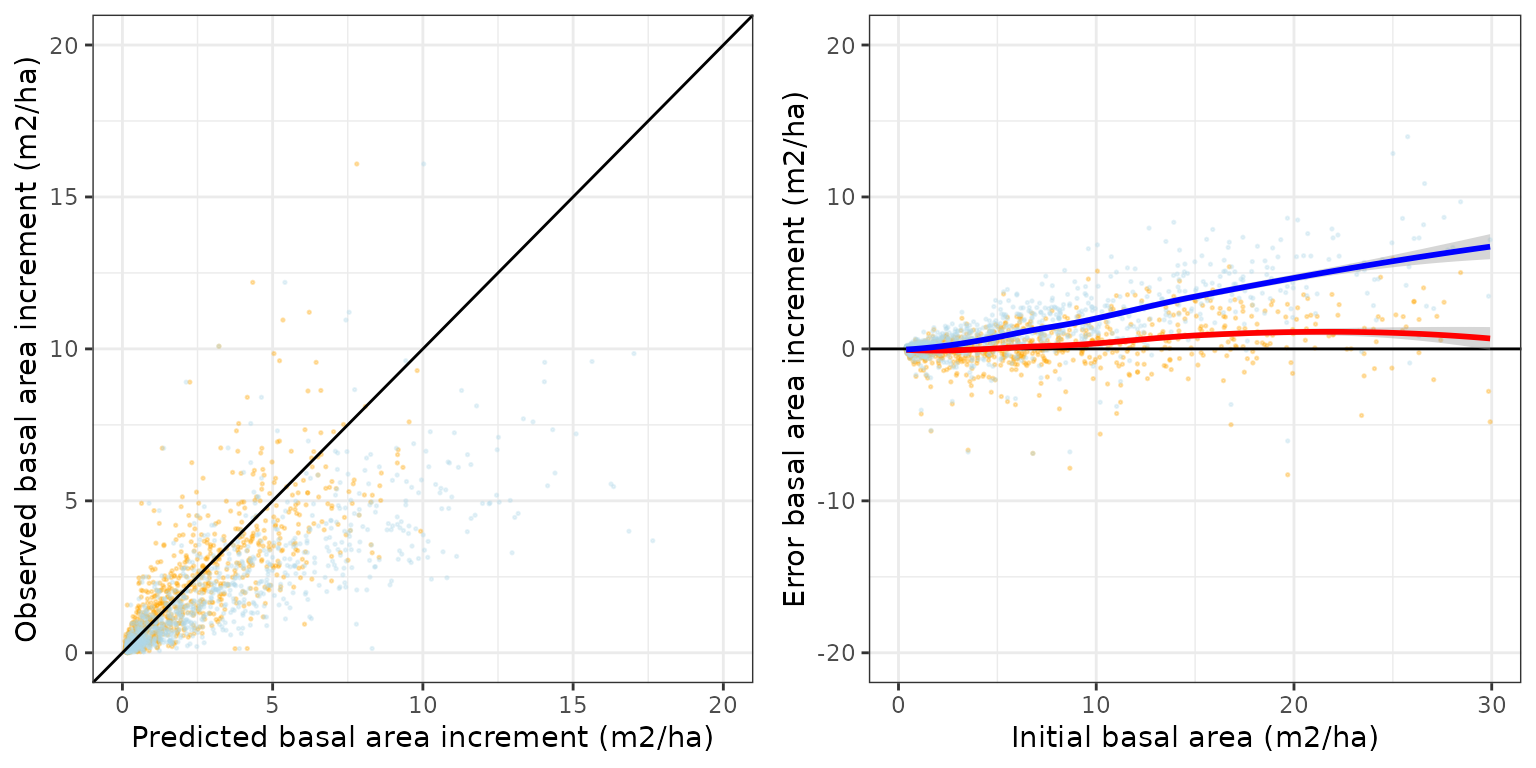 Observed basal area increment (m2/ha)
20
15
10
5
0
0 5 10 15 20
Predicted basal area increment (m2/ha)
Error basal area increment (m2/ha)
20
10
0
-10
-20
0 10 20 30
Initial basal area (m2/ha)